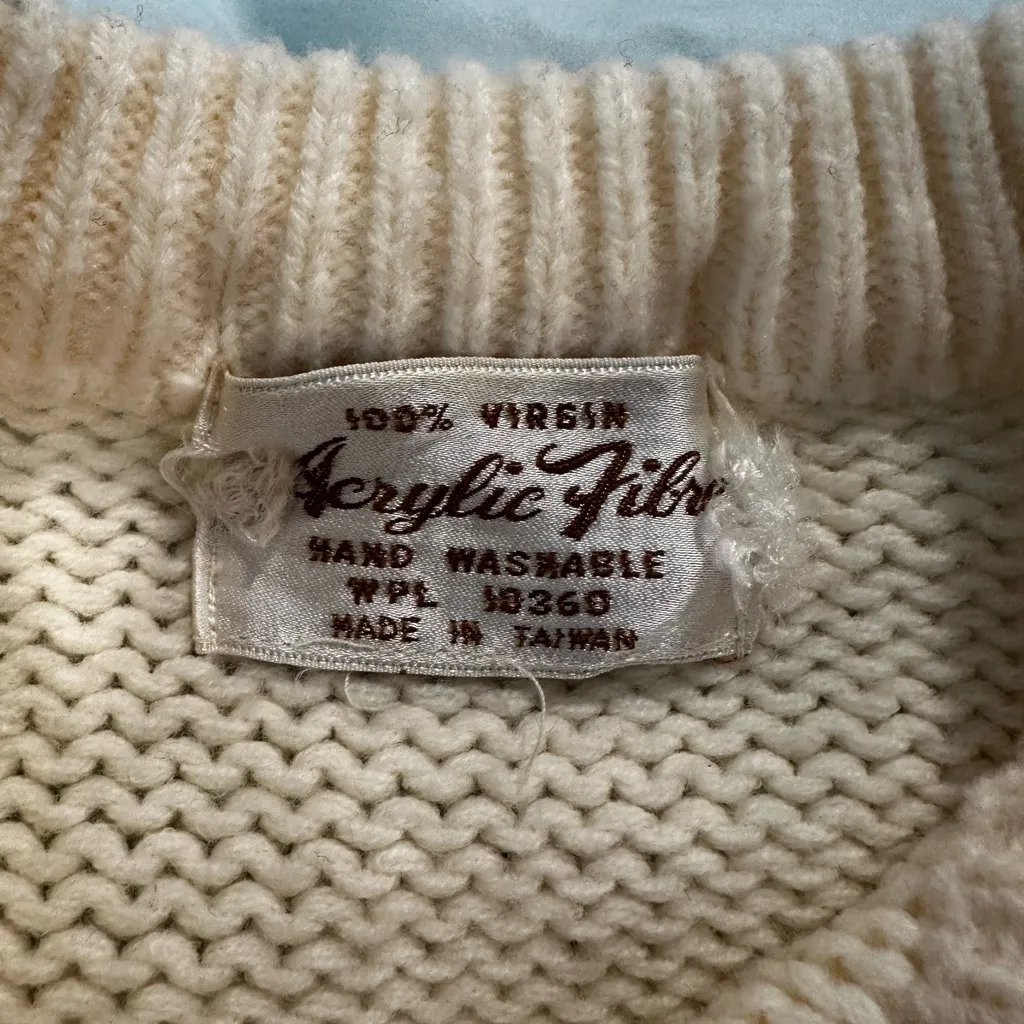 100% VIRGIN
Acrylic Fibre
HAND WASHABLE
WPL 10360
MADE IN TAIWAN